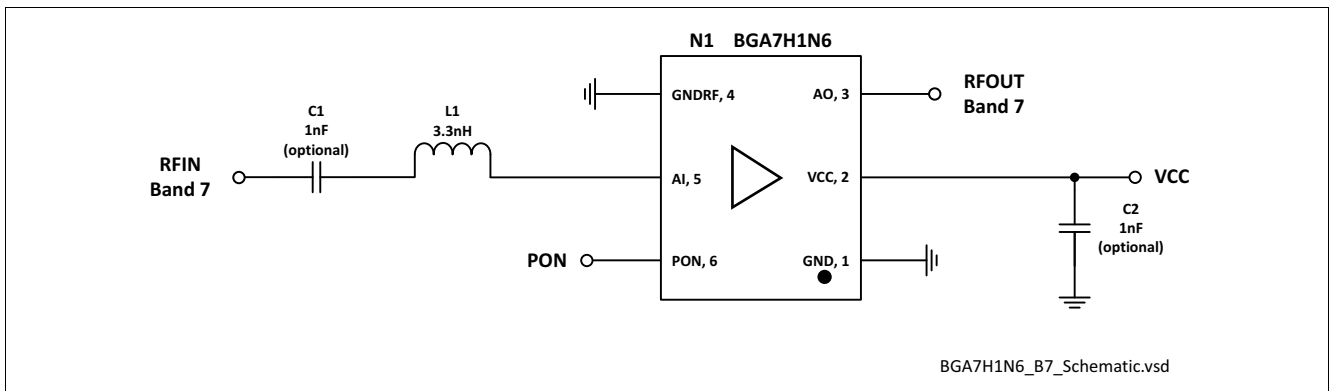 N1 BGA7H1N6
GNDRF, 4
AO, 3
RFOUT
Band 7
C1
1nF
(optional)
L1
3.3nH
RFIN
Band 7
AI, 5
VCC, 2
VCC
C2
1nF
(optional)
PON
PON, 6
GND, 1
BGA7H1N6_B7_Schematic.vsd